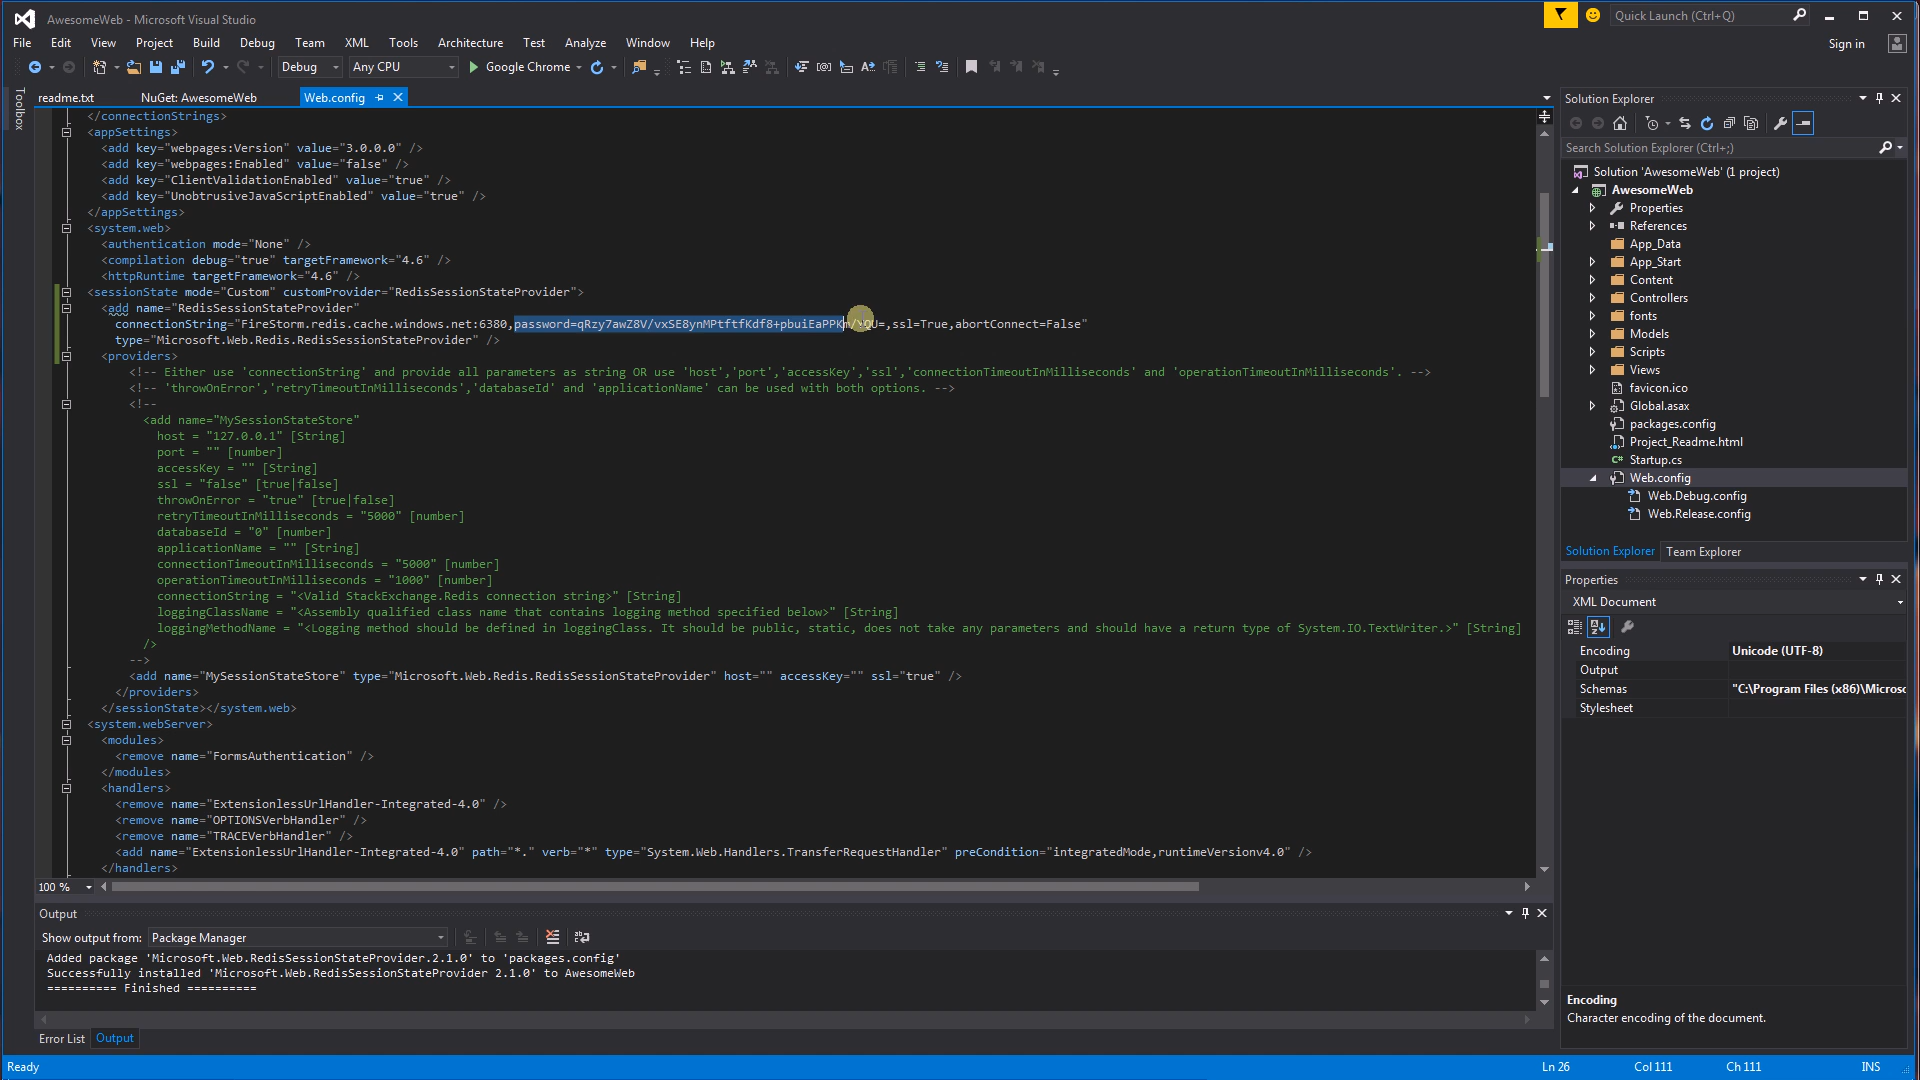 AwesomeWeb - Microsoft Visual Studio
Quick Launch (Ctrl+Q)
File Edit View Project Build Debug Team XML Tools Architecture Test Analyze Window Help
Sign in
Debug Any CPU Google Chrome
Toolbox
readme.txt NuGet: AwesomeWeb Web.config
</connectionStrings>
<appSettings>
<add key="webpages:Version" value="3.0.0.0" />
<add key="webpages:Enabled" value="false" />
<add key="ClientValidationEnabled" value="true" />
<add key="UnobtrusiveJavaScriptEnabled" value="true" />
</appSettings>
<system.web>
<authentication mode="None" />
<compilation debug="true" targetFramework="4.6" />
<httpRuntime targetFramework="4.6" />
<sessionState mode="Custom" customProvider="RedisSessionStateProvider">
<add name="RedisSessionStateProvider"
connectionString="FireStorm.redis.cache.windows.net:6380,password=qRzy7awZ8V/vxSE8ynMPtftfKdf8+pbuiEaPPKm/ =,ssl=True,abortConnect=False"
type="Microsoft.Web.Redis.RedisSessionStateProvider" />
<providers>
<!-- Either use 'connectionString' and provide all parameters as string OR use 'host','port','accessKey','ssl','connectionTimeoutInMilliseconds' and 'operationTimeoutInMilliseconds'. -->
<!-- 'throwOnError','retryTimeoutInMilliseconds','databaseId' and 'applicationName' can be used with both options. -->
<!--
<add name="MySessionStateStore"
host = "127.0.0.1" [String]
port = "" [number]
accessKey = "" [String]
ssl = "false" [true|false]
throwOnError = "true" [true|false]
retryTimeoutInMilliseconds = "5000" [number]
databaseId = "0" [number]
applicationName = "" [String]
connectionTimeoutInMilliseconds = "5000" [number]
operationTimeoutInMilliseconds = "1000" [number]
connectionString = "<Valid StackExchange.Redis connection string>" [String]
loggingClassName = "<Assembly qualified class name that contains logging method specified below>" [String]
loggingMethodName = "<Logging method should be defined in loggingClass. It should be public, static, does not take any parameters and should have a return type of System.IO.TextWriter.>" [String]
/>
-->
<add name="MySessionStateStore" type="Microsoft.Web.Redis.RedisSessionStateProvider" host="" accessKey="" ssl="true" />
</providers>
</sessionState></system.web>
<system.webServer>
<modules>
<remove name="FormsAuthentication" />
</modules>
<handlers>
<remove name="ExtensionlessUrlHandler-Integrated-4.0" />
<remove name="OPTIONSVerbHandler" />
<remove name="TRACEVerbHandler" />
<add name="ExtensionlessUrlHandler-Integrated-4.0" path="*." verb="*" type="System.Web.Handlers.TransferRequestHandler" preCondition="integratedMode,runtimeVersionv4.0" />
</handlers>
100 %
Output
Show output from: Package Manager
Added package 'Microsoft.Web.RedisSessionStateProvider.2.1.0' to 'packages.config'
Successfully installed 'Microsoft.Web.RedisSessionStateProvider 2.1.0' to AwesomeWeb
========== Finished ==========
Error List Output
Solution Explorer
Search Solution Explorer (Ctrl+;)
Solution 'AwesomeWeb' (1 project)
AwesomeWeb
Properties
References
App_Data
App_Start
Content
Controllers
fonts
Models
Scripts
Views
favicon.ico
Global.asax
packages.config
Project_Readme.html
Startup.cs
Web.config
Web.Debug.config
Web.Release.config
Solution Explorer Team Explorer
Properties
XML Document
Encoding Unicode (UTF-8)
Output
Schemas "C:\Program Files (x86)\Microsc
Stylesheet
Encoding
Character encoding of the document.
Ready Ln 26 Col 111 Ch 111 INS